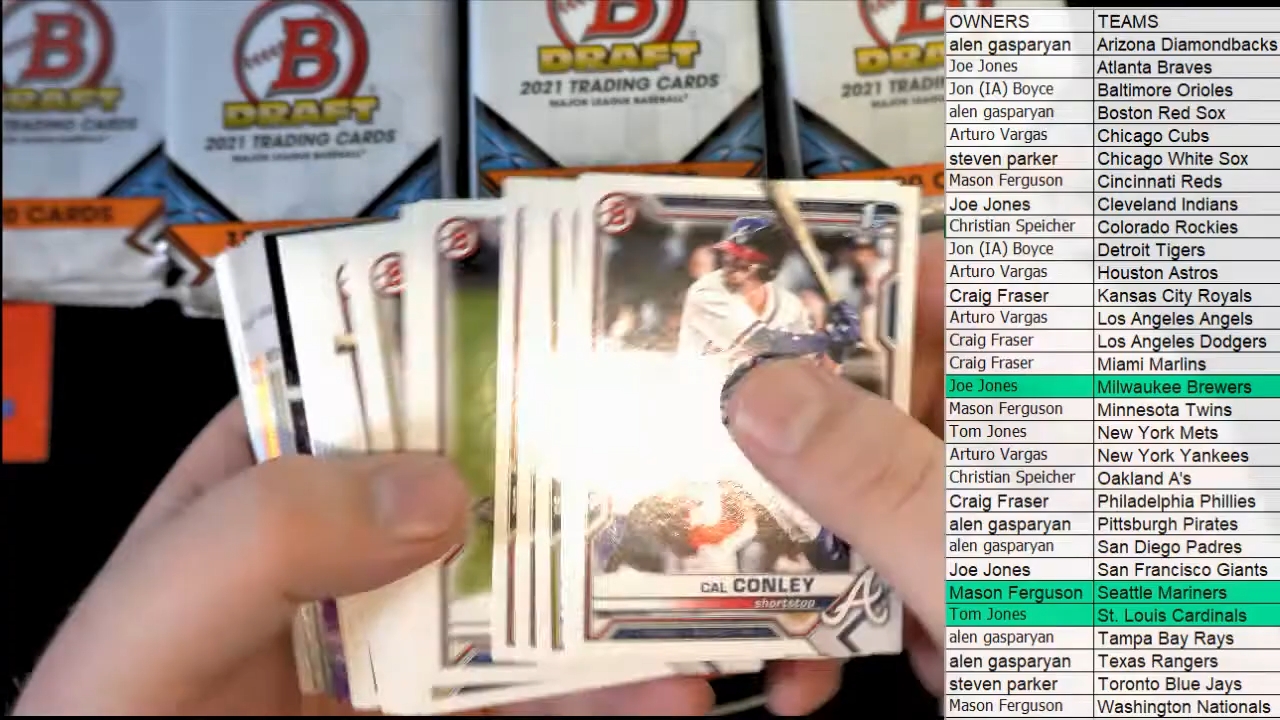 B
DRAFT
TRADING CARDS
0 CARDS
B
DRAFT
2021 TRADING CARDS
MAJOR LEAGUE BASEBALL
B
DRAFT
2021 TRADING CARDS
MAJOR LEAGUE BASEBALL
DRAFT
2021 TRADING
B
B
B
CAL CONLEY
shortstop
A
OWNERS TEAMS
alen gasparyan Arizona Diamondbacks
Joe Jones Atlanta Braves
Jon (IA) Boyce Baltimore Orioles
alen gasparyan Boston Red Sox
Arturo Vargas Chicago Cubs
steven parker Chicago White Sox
Mason Ferguson Cincinnati Reds
Joe Jones Cleveland Indians
Christian Speicher Colorado Rockies
Jon (IA) Boyce Detroit Tigers
Arturo Vargas Houston Astros
Craig Fraser Kansas City Royals
Arturo Vargas Los Angeles Angels
Craig Fraser Los Angeles Dodgers
Craig Fraser Miami Marlins
Joe Jones Milwaukee Brewers
Mason Ferguson Minnesota Twins
Tom Jones New York Mets
Arturo Vargas New York Yankees
Christian Speicher Oakland A's
Craig Fraser Philadelphia Phillies
alen gasparyan Pittsburgh Pirates
alen gasparyan San Diego Padres
Joe Jones San Francisco Giants
Mason Ferguson Seattle Mariners
Tom Jones St. Louis Cardinals
alen gasparyan Tampa Bay Rays
alen gasparyan Texas Rangers
steven parker Toronto Blue Jays
Mason Ferguson Washington Nationals